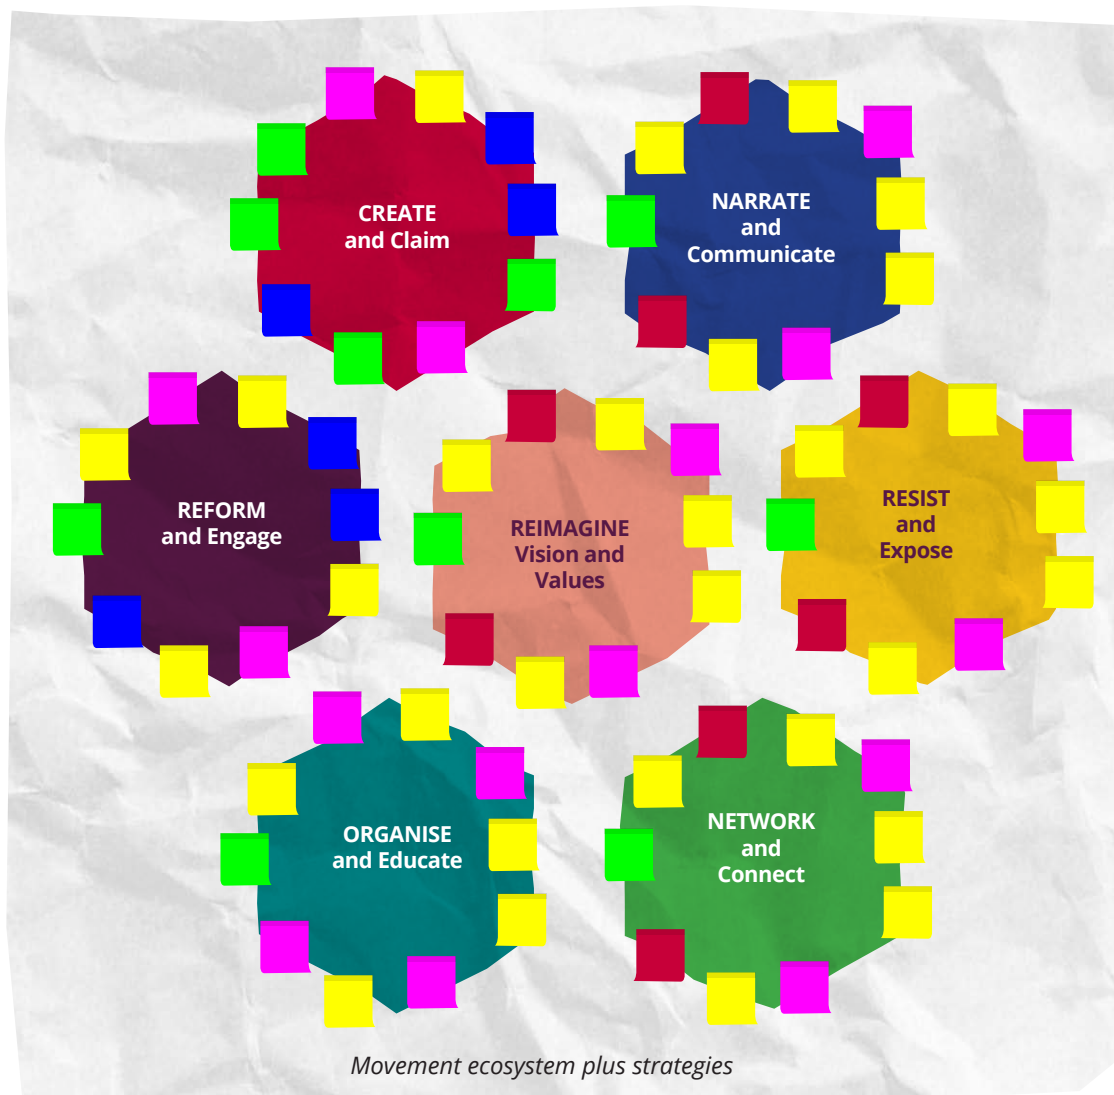 CREATE
and Claim
NARRATE
and
Communicate
REFORM
and Engage
REIMAGINE
Vision and
Values
RESIST
and
Expose
ORGANISE
and Educate
NETWORK
and
Connect
Movement ecosystem plus strategies